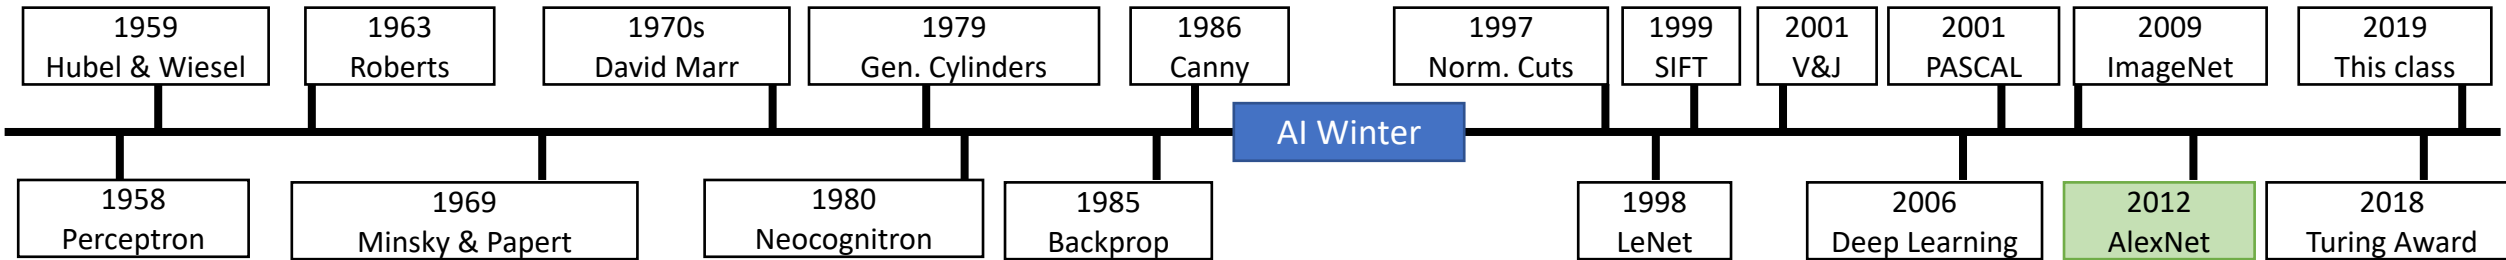 1959
Hubel & Wiesel
1963
Roberts
1970s
David Marr
1979
Gen. Cylinders
1986
Canny
1997
Norm. Cuts
1999
SIFT
2001
V&J
2001
PASCAL
2009
ImageNet
2019
This class
AI Winter
1958
Perceptron
1969
Minsky & Papert
1980
Neocognitron
1985
Backprop
1998
LeNet
2006
Deep Learning
2012
AlexNet
2018
Turing Award